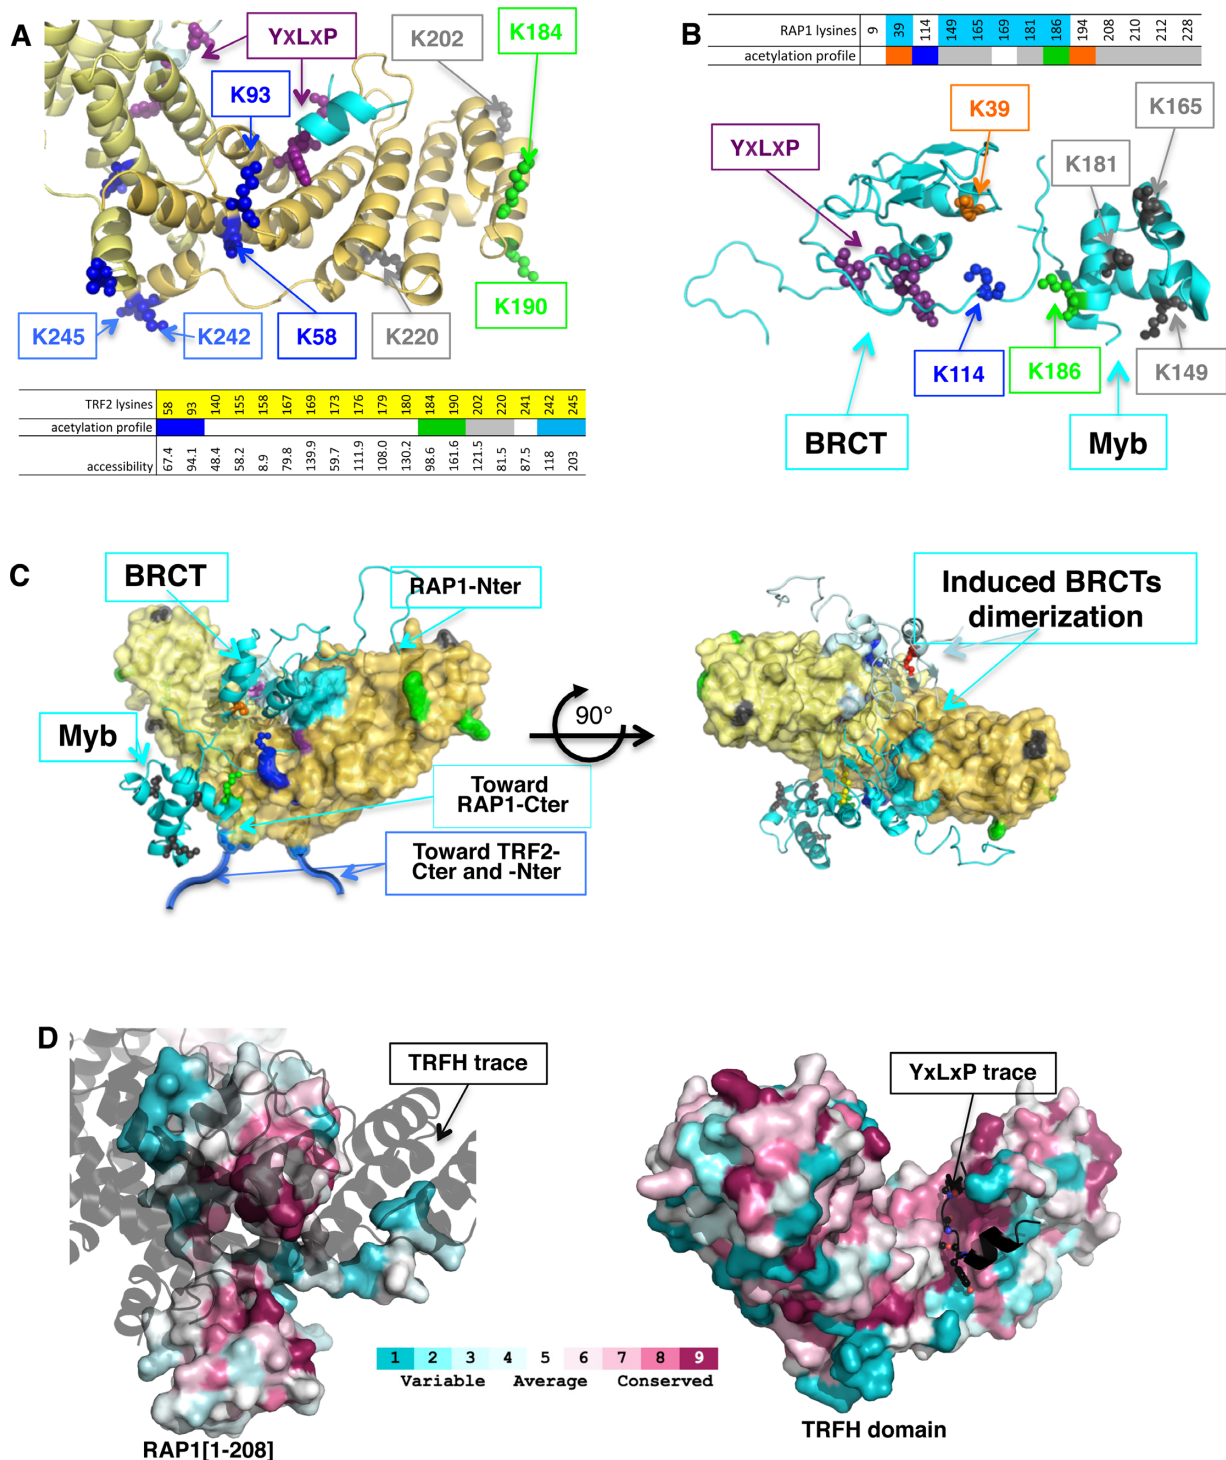 A
YxLxP
K202
K184
K93
K190
K245
K242
K58
K220
TRF2 lysines 58 93 140 155 158 167 169 173 176 179 180 184 190 202 220 241 242 245
acetylation profile
accessibility 67.4 94.1 48.4 58.2 8.9 79.8 139.9 59.7 111.9 108.0 130.2 98.6 161.6 121.5 81.5 87.5 118 203
B
RAP1 lysines 9 39 114 149 165 169 181 186 194 208 210 212 228
acetylation profile
K39
K165
YxLxP
K181
K114
K186
K149
BRCT
Myb
C
BRCT
RAP1-Nter
Myb
Toward
RAP1-Cter
Toward TRF2-
Cter and -Nter
90°
Induced BRCTs
dimerization
D
TRFH trace
YxLxP trace
1 2 3 4 5 6 7 8 9
Variable Average Conserved
RAP1[1-208]
TRFH domain